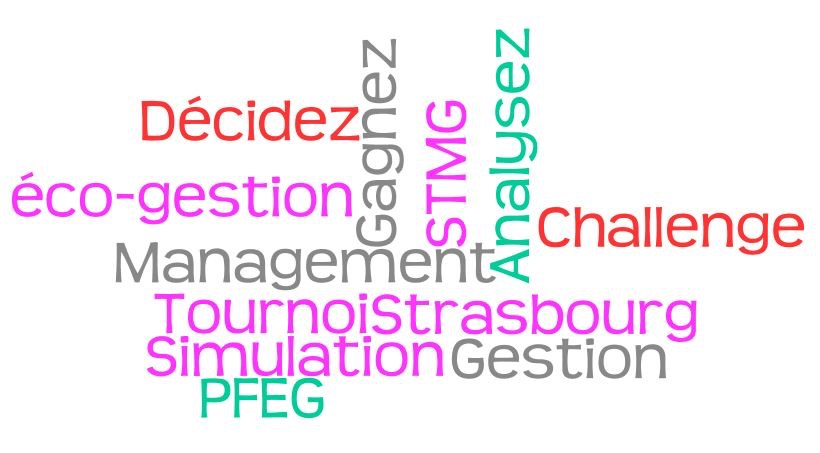 Décidez
Gagnez
STMG
Analysez
éco-gestion
Challenge
Management
TournoiStrasbourg
Simulation
Gestion
PFEG